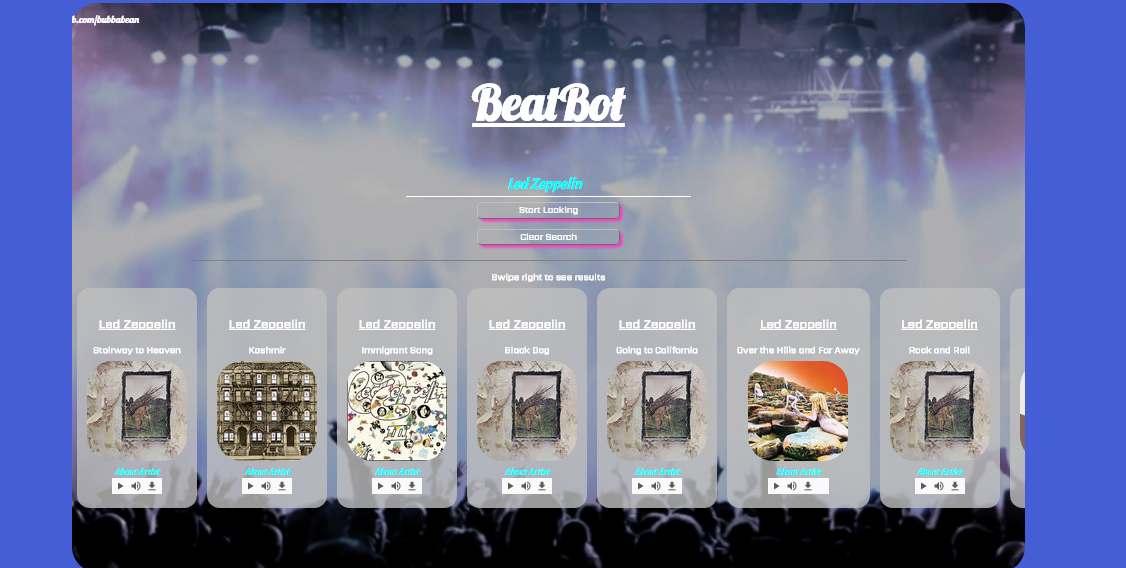 b.com/bubbabean
BeatBot
Led Zeppelin
Start Looking
Clear Search
Swipe right to see results
Led Zeppelin
Stairway to Heaven
About Artist
Led Zeppelin
Kashmir
About Artist
Led Zeppelin
Immigrant Song
About Artist
Led Zeppelin
Black Dog
About Artist
Led Zeppelin
Going to California
About Artist
Led Zeppelin
Over the Hills and Far Away
About Artist
Led Zeppelin
Rock and Roll
About Artist